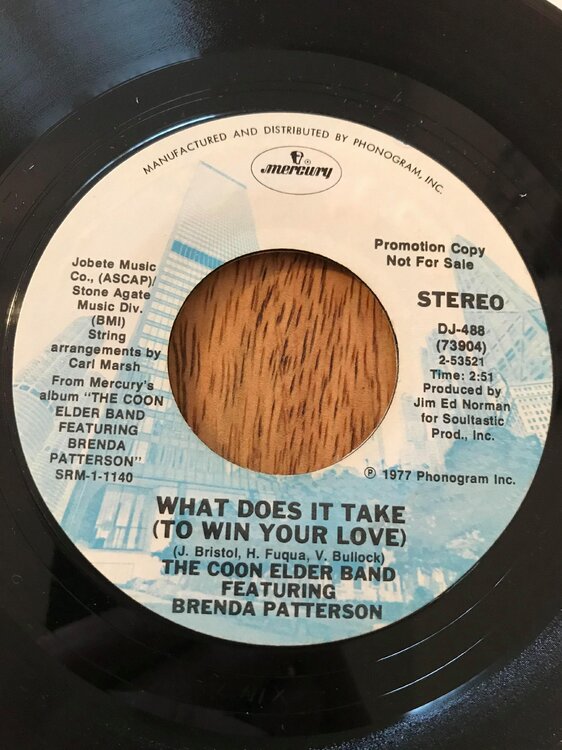 MANUFACTURED AND DISTRIBUTED BY PHONOGRAM, INC.
mercury ®
Promotion Copy
Not For Sale
STEREO
DJ-488
(73904)
2-53521
Time: 2:51
Produced by
Jim Ed Norman
for Soultastic
Prod., Inc.
Jobete Music
Co., (ASCAP)/
Stone Agate
Music Div.
(BMI)
String
arrangements by
Carl Marsh
From Mercury's
album "THE COON
ELDER BAND
FEATURING
BRENDA
PATTERSON"
SRM-1-1140
℗ 1977 Phonogram Inc.
WHAT DOES IT TAKE
(TO WIN YOUR LOVE)
(J. Bristol, H. Fuqua, V. Bullock)
THE COON ELDER BAND
FEATURING
BRENDA PATTERSON